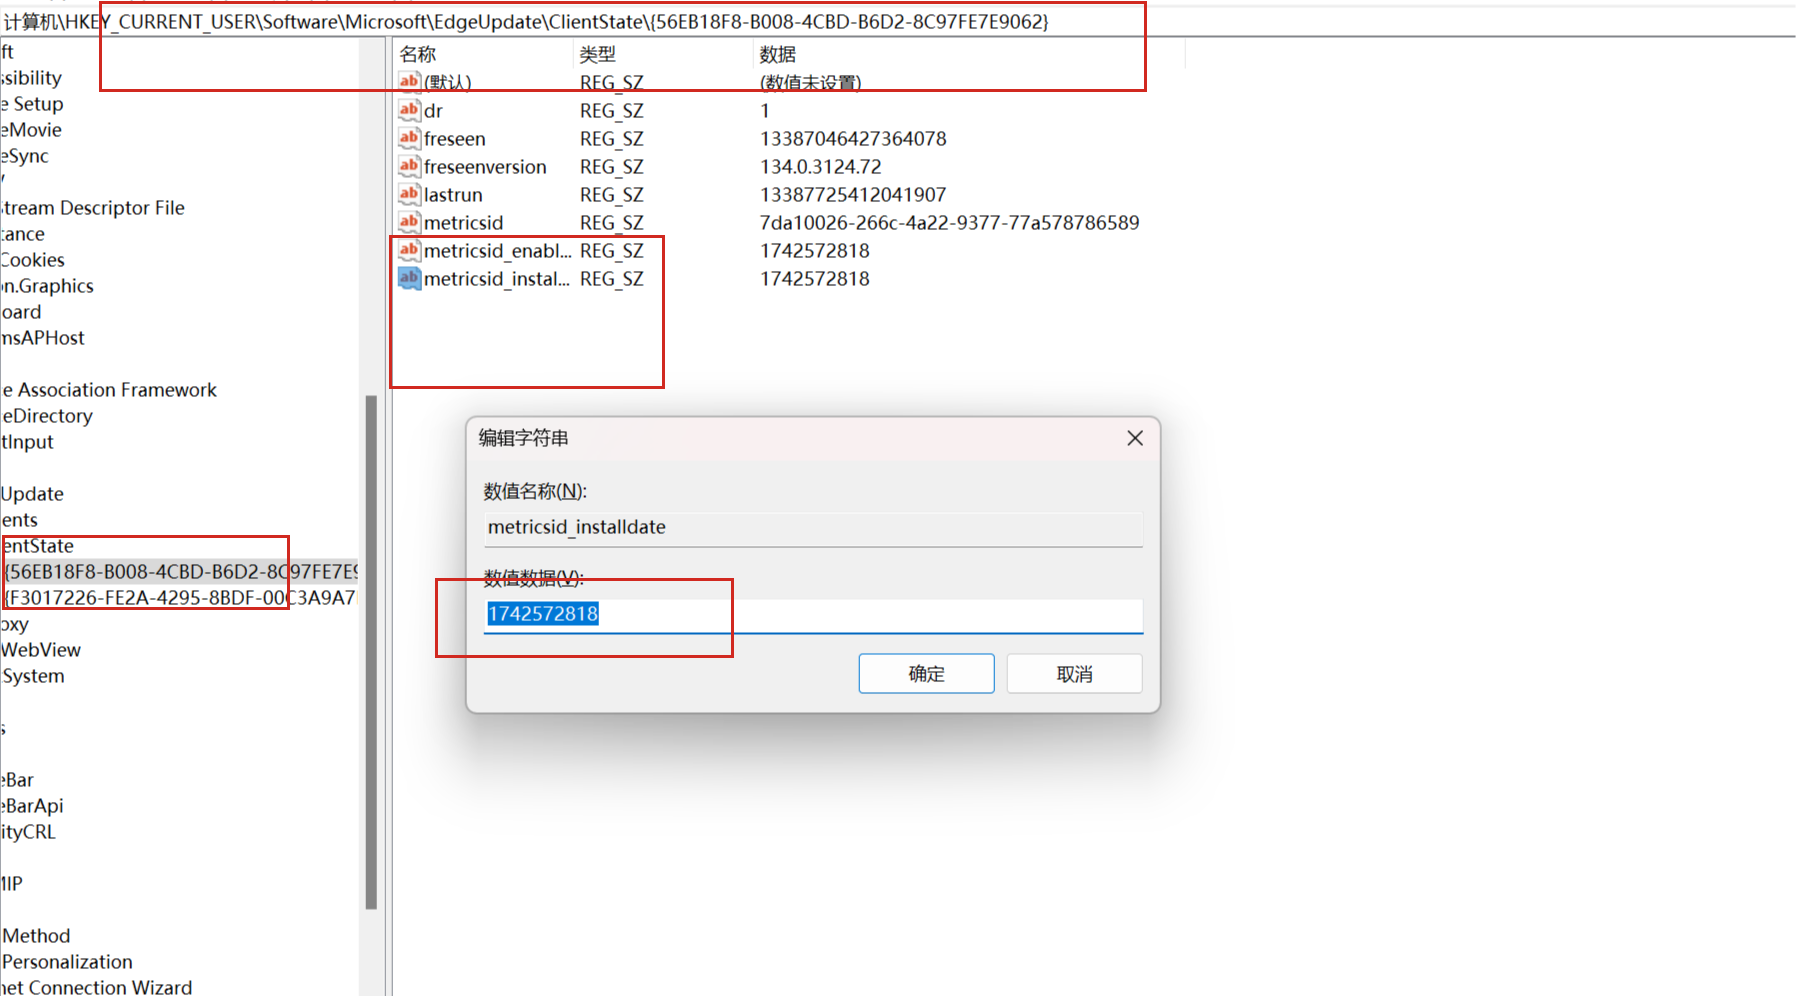 计算机\HKEY_CURRENT_USER\Software\Microsoft\EdgeUpdate\ClientState\{56EB18F8-B008-4CBD-B6D2-8C97FE7E9062}
ft
ssibility
e Setup
eMovie
eSync
tream Descriptor File
tance
Cookies
n.Graphics
oard
msAPHost
e Association Framework
eDirectory
tInput
Update
ents
entState
{56EB18F8-B008-4CBD-B6D2-8C97FE7E9
{F3017226-FE2A-4295-8BDF-00C3A9A7
oxy
WebView
System
s
eBar
eBarApi
ityCRL
MIP
Method
Personalization
net Connection Wizard
名称 类型 数据
(默认) REG_SZ (数值未设置)
dr REG_SZ 1
freseen REG_SZ 13387046427364078
freseenversion REG_SZ 134.0.3124.72
lastrun REG_SZ 13387725412041907
metricsid REG_SZ 7da10026-266c-4a22-9377-77a578786589
metricsid_enabl... REG_SZ 1742572818
metricsid_instal... REG_SZ 1742572818
编辑字符串
数值名称(N):
metricsid_installdate
数值数据(V):
1742572818
确定 取消